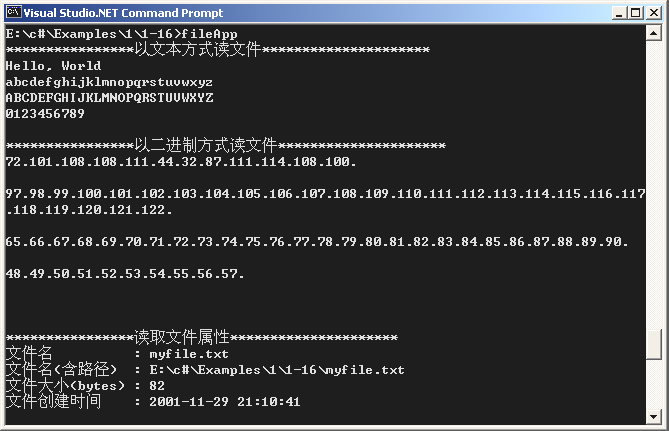 Visual Studio.NET Command Prompt
E:\c#\Examples\1\1-16>fileApp
****************以文本方式读文件*********************
Hello, World
abcdefghijklmnopqrstuvwxyz
ABCDEFGHIJKLMNOPQRSTUVWXYZ
0123456789
****************以二进制方式读文件*********************
72.101.108.108.111.44.32.87.111.114.108.100.
97.98.99.100.101.102.103.104.105.106.107.108.109.110.111.112.113.114.115.116.117
.118.119.120.121.122.
65.66.67.68.69.70.71.72.73.74.75.76.77.78.79.80.81.82.83.84.85.86.87.88.89.90.
48.49.50.51.52.53.54.55.56.57.
****************读取文件属性*********************
文件名 : myfile.txt
文件名(含路径) : E:\c#\Examples\1\1-16\myfile.txt
文件大小(bytes) : 82
文件创建时间 : 2001-11-29 21:10:41